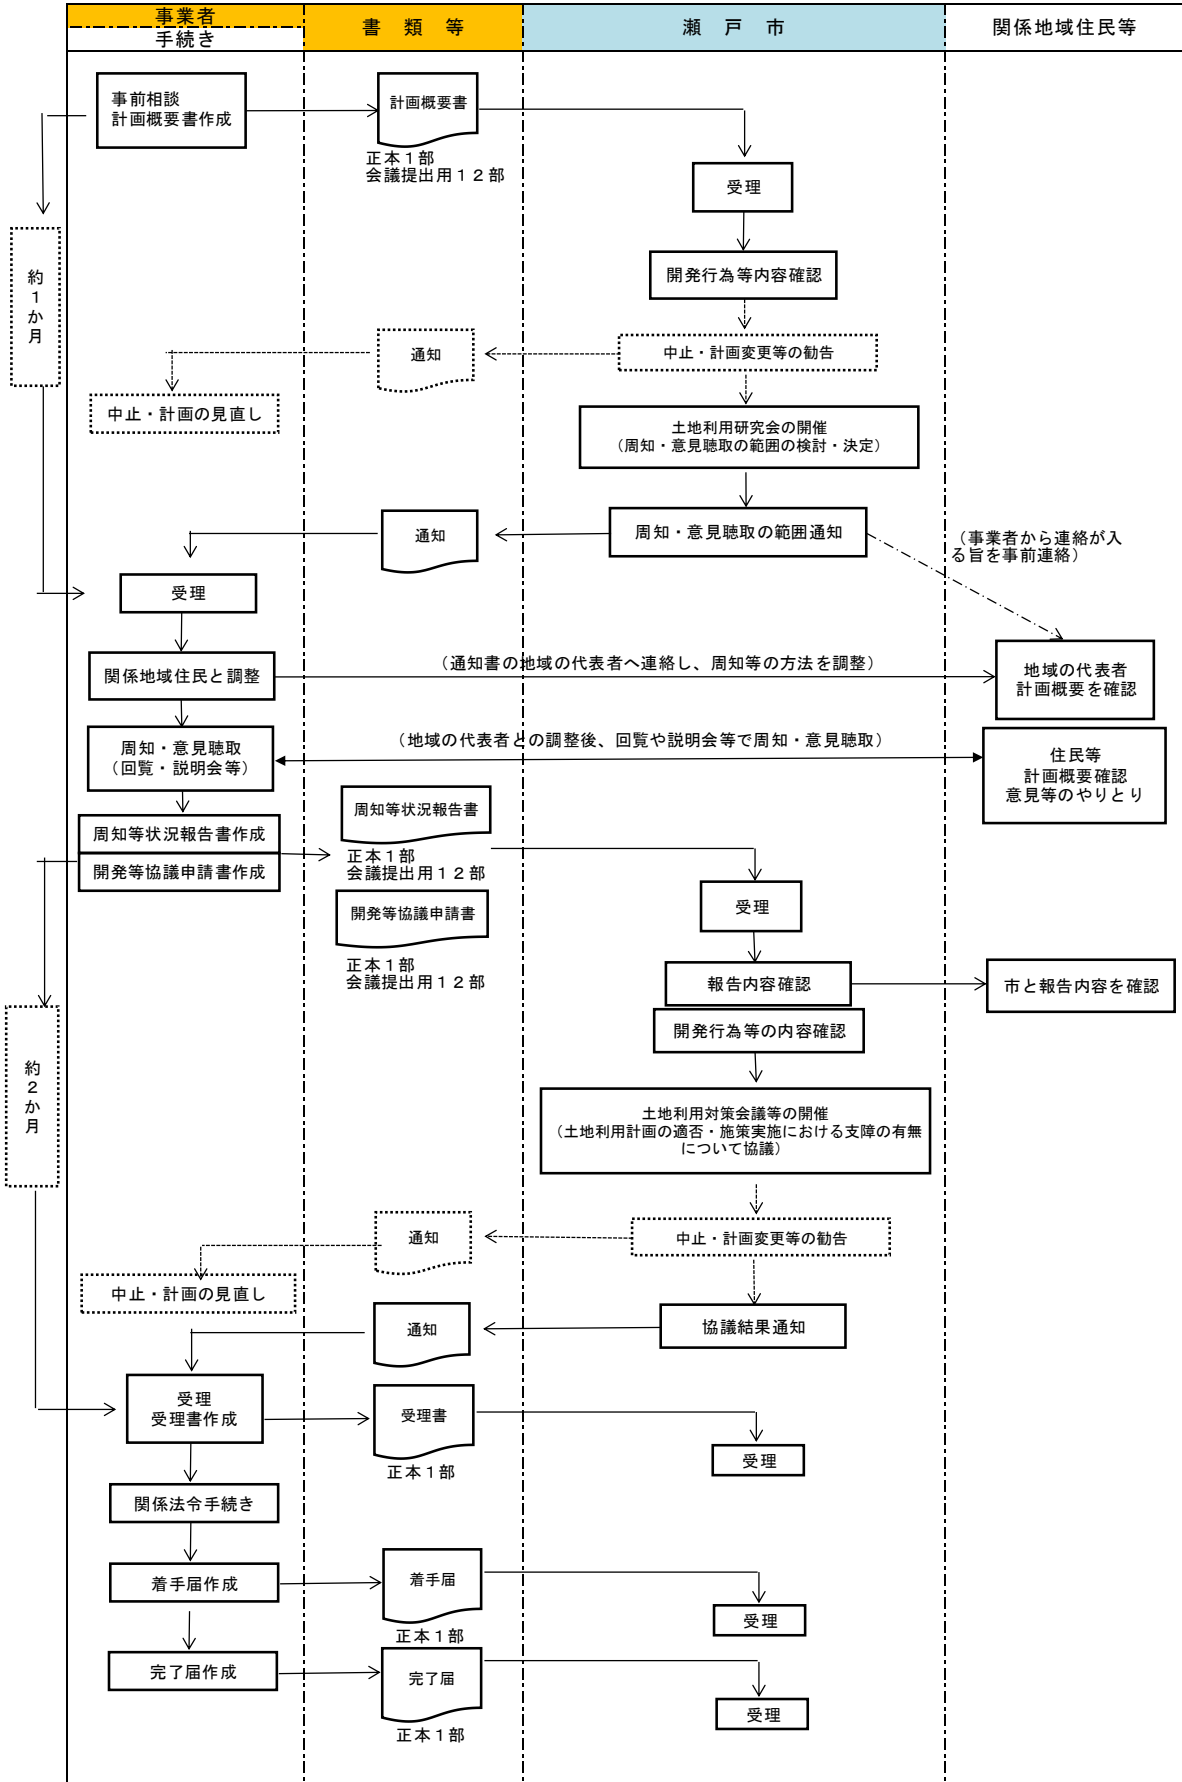 事業者
手続き
書類等
瀬戸市
関係地域住民等
事前相談
計画概要書作成
計画概要書
正本１部
会議提出用１２部
受理
開発行為等内容確認
約
１
か
月
通知
中止・計画変更等の勧告
中止・計画の見直し
土地利用研究会の開催
（周知・意見聴取の範囲の検討・決定）
通知
周知・意見聴取の範囲通知
（事業者から連絡が入
る旨を事前連絡）
受理
関係地域住民と調整
（通知書の地域の代表者へ連絡し、周知等の方法を調整）
地域の代表者
計画概要を確認
周知・意見聴取
（回覧・説明会等）
（地域の代表者との調整後、回覧や説明会等で周知・意見聴取）
住民等
計画概要確認
意見等のやりとり
周知等状況報告書作成
開発等協議申請書作成
周知等状況報告書
正本１部
会議提出用１２部
開発等協議申請書
正本１部
会議提出用１２部
受理
報告内容確認
市と報告内容を確認
開発行為等の内容確認
約
２
か
月
土地利用対策会議等の開催
（土地利用計画の適否・施策実施における支障の有無
について協議）
通知
中止・計画変更等の勧告
中止・計画の見直し
通知
協議結果通知
受理
受理書作成
受理書
正本１部
受理
関係法令手続き
着手届作成
着手届
正本１部
受理
完了届作成
完了届
正本１部
受理